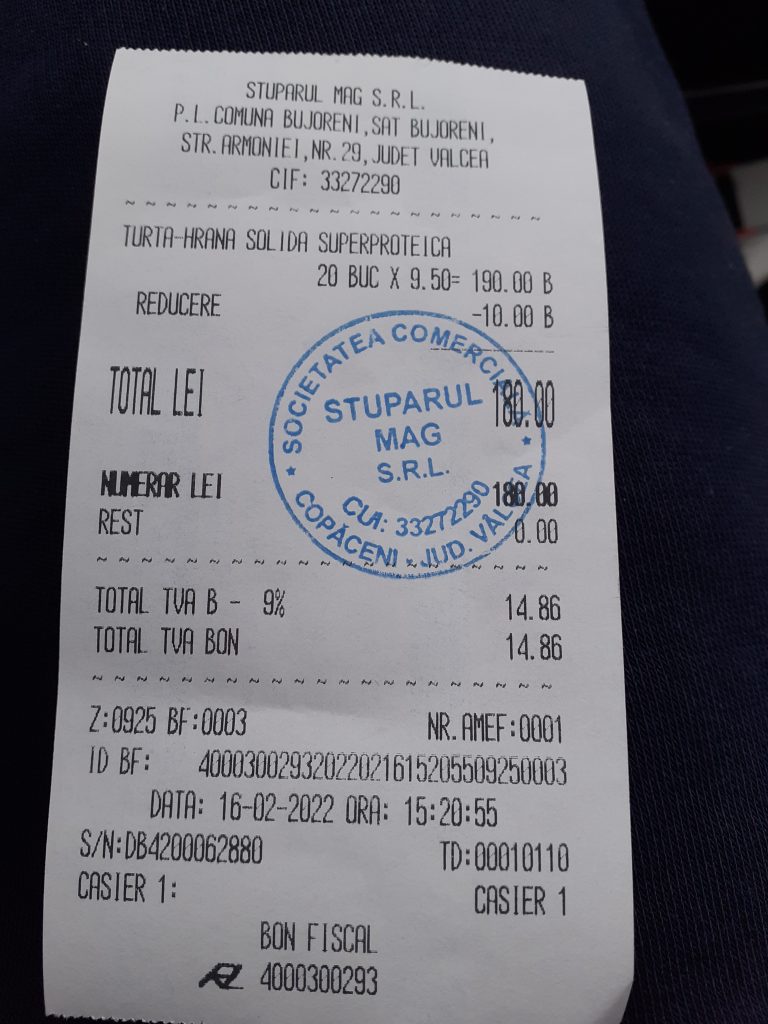 STUPARUL MAG S.R.L.
P.L.COMUNA BUJORENI,SAT BUJORENI,
STR.ARMONIEI,NR.29,JUDET VALCEA
CIF: 33272290
~ ~ ~ ~ ~ ~ ~ ~ ~ ~ ~ ~ ~ ~ ~ ~ ~ ~ ~ ~ ~ ~ ~ ~
TURTA-HRANA SOLIDA SUPERPROTEICA
20 BUC X 9.50= 190.00 B
REDUCERE -10.00 B
TOTAL LEI 180.00
NUMERAR LEI 180.00
REST 0.00
SOCIETATEA COMERCIALA
STUPARUL
MAG
S.R.L.
CUI: 33272290
* COPĂCENI - JUD. VÂLCEA *
~ ~ ~ ~ ~ ~ ~ ~ ~ ~ ~ ~ ~ ~ ~ ~ ~ ~ ~ ~ ~ ~ ~ ~
TOTAL TVA B - 9% 14.86
TOTAL TVA BON 14.86
~ ~ ~ ~ ~ ~ ~ ~ ~ ~ ~ ~ ~ ~ ~ ~ ~ ~ ~ ~ ~ ~ ~ ~
Z:0925 BF:0003 NR.AMEF:0001
ID BF: 40003002932022021615205509250003
DATA: 16-02-2022 ORA: 15:20:55
S/N:DB4200062880 TD:00010110
CASIER 1: CASIER 1
BON FISCAL
4000300293